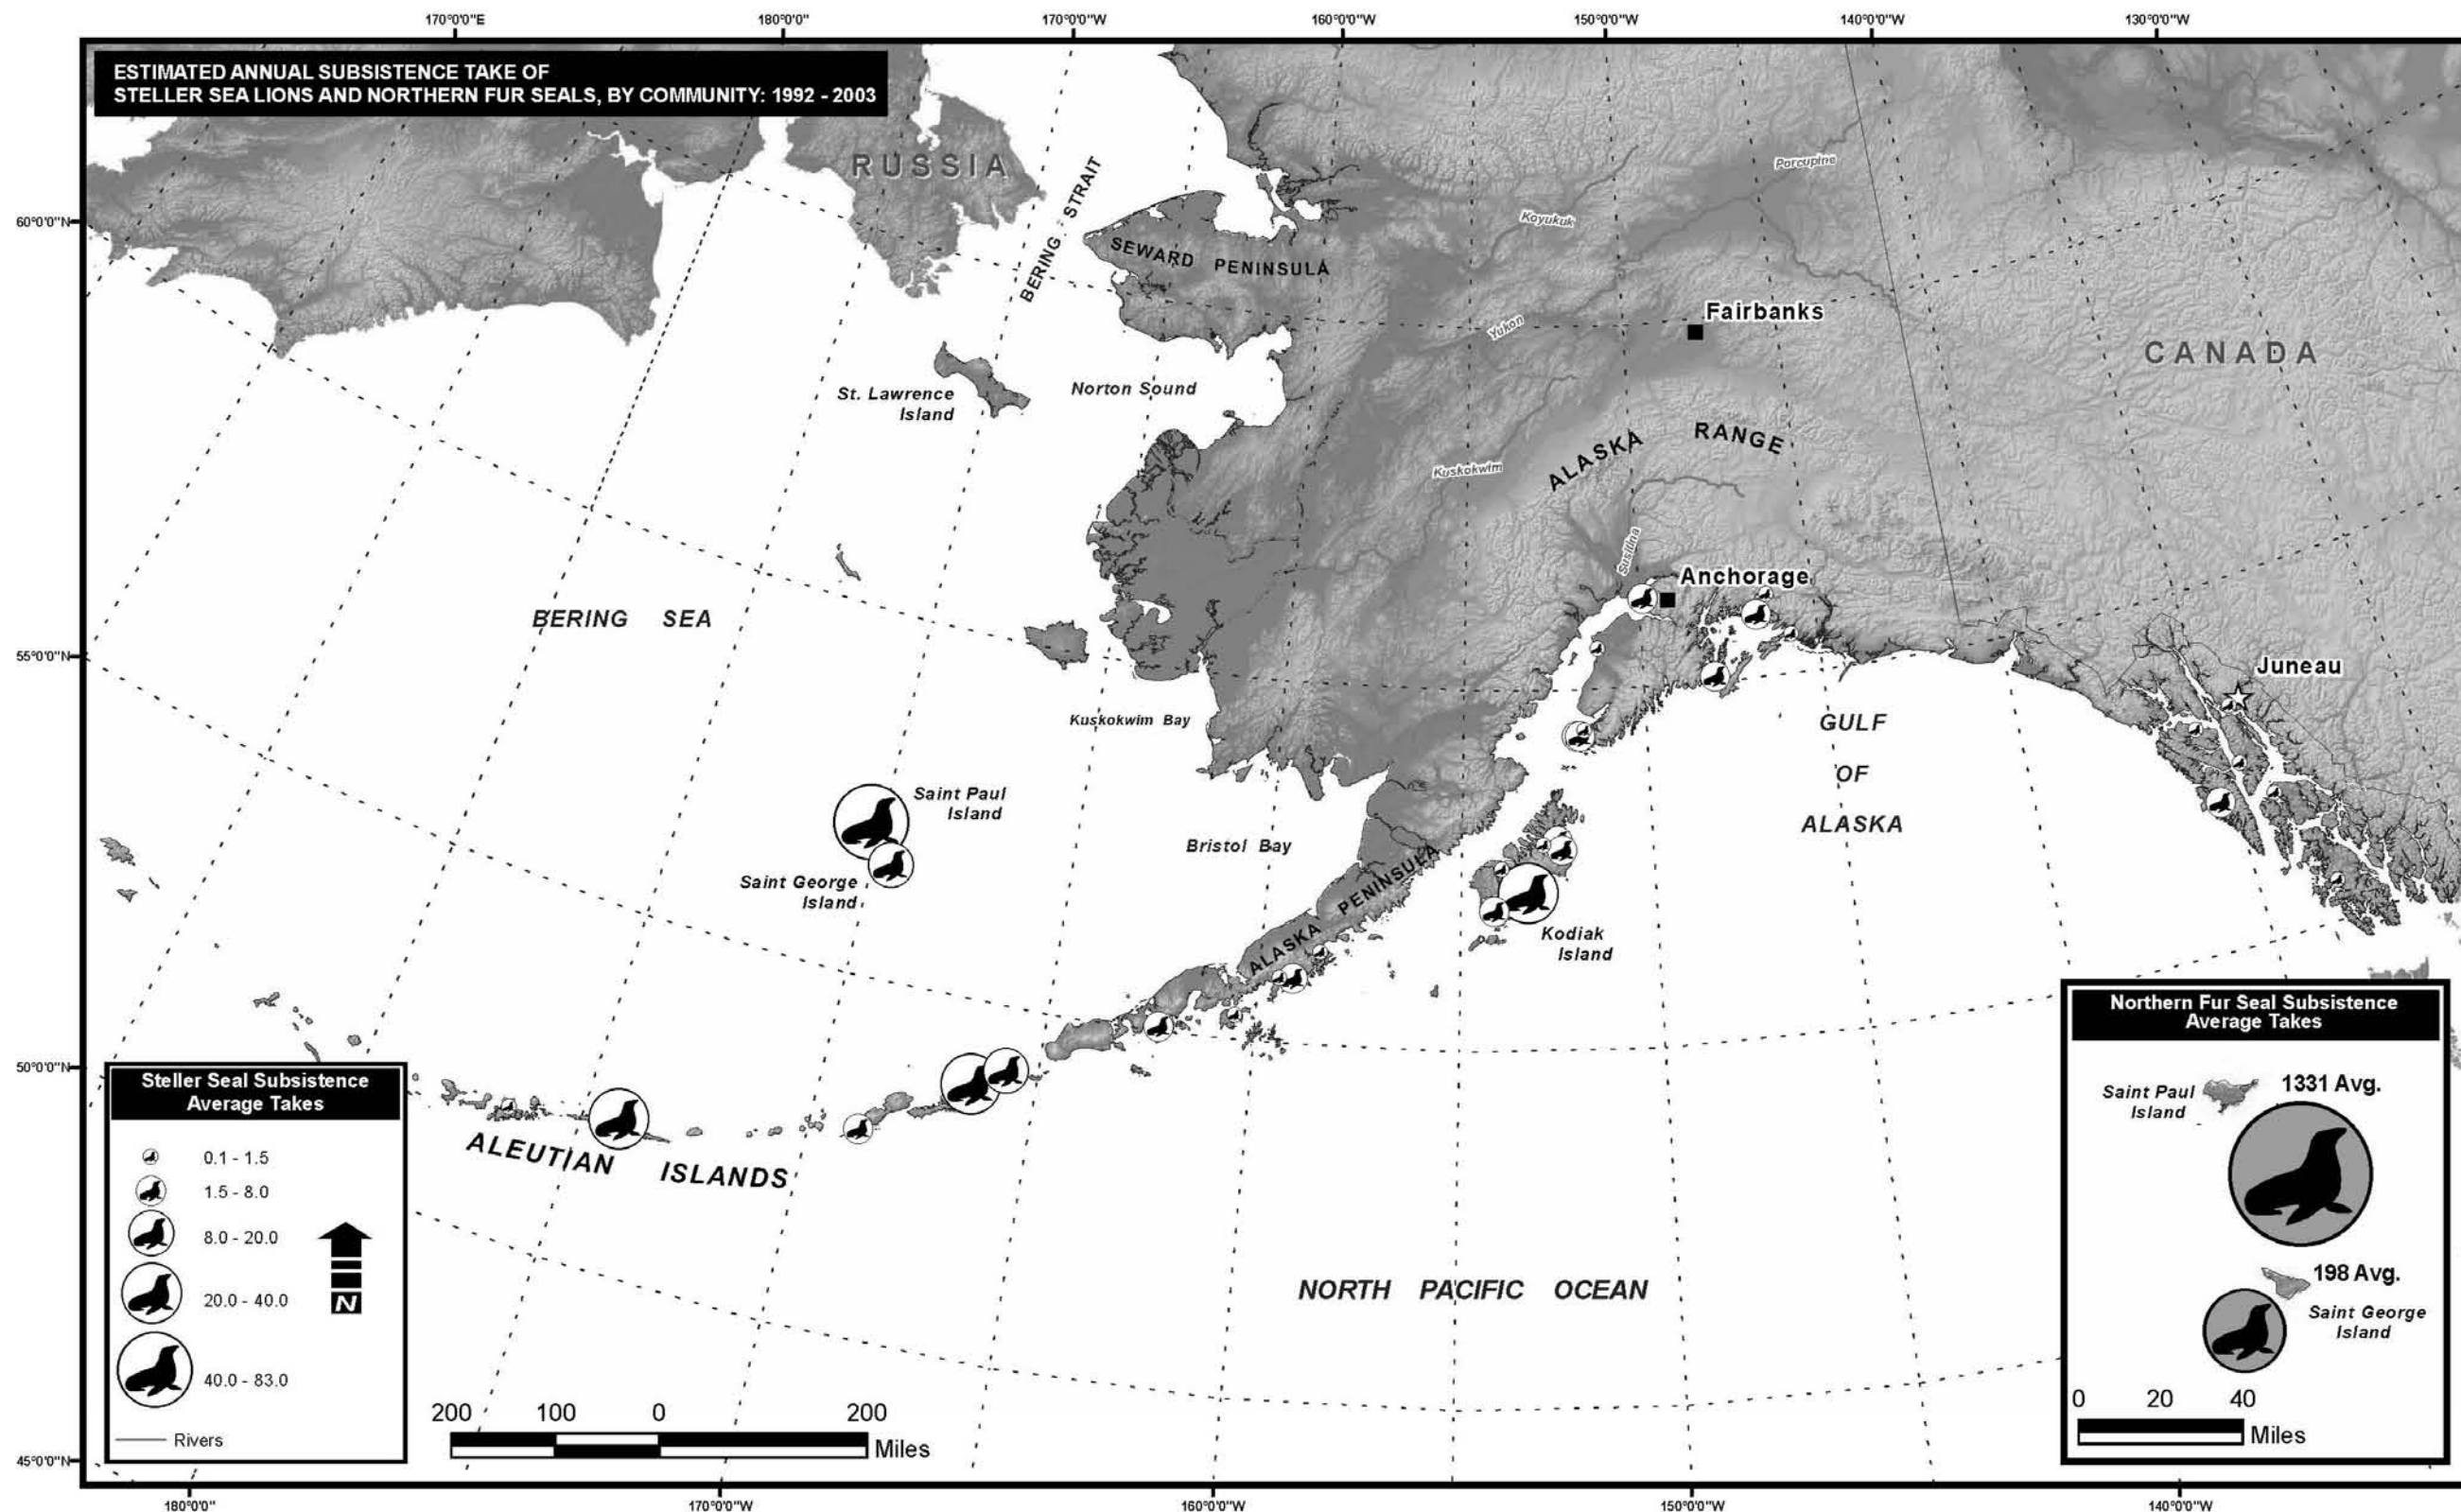 170°0'0"E
180°0'0"
170°0'0"W
160°0'0"W
150°0'0"W
140°0'0"W
130°0'0"W
ESTIMATED ANNUAL SUBSISTENCE TAKE OF
STELLER SEA LIONS AND NORTHERN FUR SEALS, BY COMMUNITY: 1992 - 2003
RUSSIA
BERING STRAIT
Porcupine
60°0'0"N
Koyukuk
SEWARD PENINSULA
Fairbanks
Yukon
CANADA
St. Lawrence
Island
Norton Sound
ALASKA RANGE
Kuskokwim
Susitna
Anchorage
BERING SEA
55°0'0"N
Juneau
Kuskokwim Bay
GULF
OF
ALASKA
Saint Paul
Island
Bristol Bay
Saint George
Island
ALASKA PENINSULA
Kodiak
Island
50°0'0"N
ALEUTIAN ISLANDS
NORTH PACIFIC OCEAN
Steller Seal Subsistence
Average Takes
0.1 - 1.5
1.5 - 8.0
8.0 - 20.0
20.0 - 40.0
40.0 - 83.0
Rivers
N
200 100 0 200
Miles
Northern Fur Seal Subsistence
Average Takes
Saint Paul
Island
1331 Avg.
198 Avg.
Saint George
Island
0 20 40
Miles
45°0'0"N
180°0'0"
170°0'0"W
160°0'0"W
150°0'0"W
140°0'0"W